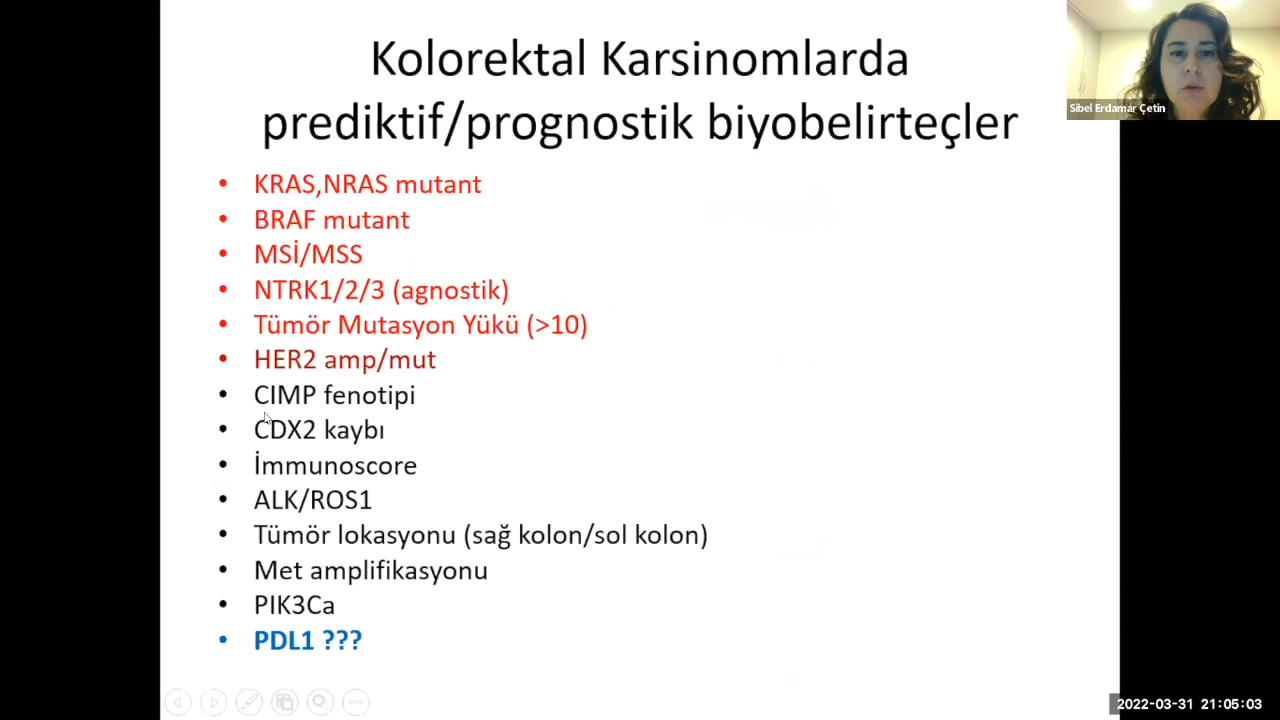 Kolorektal Karsinomlarda
prediktif/prognostik biyobelirteçler
Sibel Erdamar Çetin
• KRAS,NRAS mutant
• BRAF mutant
• MSİ/MSS
• NTRK1/2/3 (agnostik)
• Tümör Mutasyon Yükü (>10)
• HER2 amp/mut
• CIMP fenotipi
• CDX2 kaybı
• İmmunoscore
• ALK/ROS1
• Tümör lokasyonu (sağ kolon/sol kolon)
• Met amplifikasyonu
• PIK3Ca
• PDL1 ???
2022-03-31 21:05:03